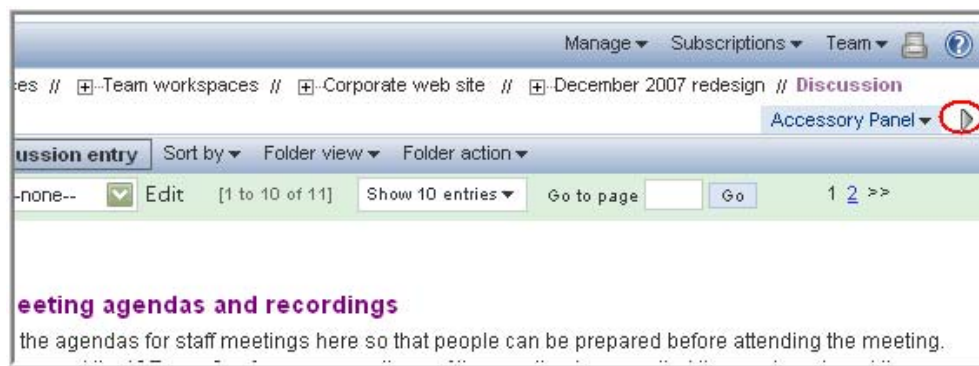 Manage Subscriptions Team
es // Team workspaces // Corporate web site // December 2007 redesign // Discussion
Accessory Panel
ussion entry Sort by Folder view Folder action
-none-- Edit [1 to 10 of 11] Show 10 entries Go to page Go 1 2 >>
eeting agendas and recordings
the agendas for staff meetings here so that people can be prepared before attending the meeting.